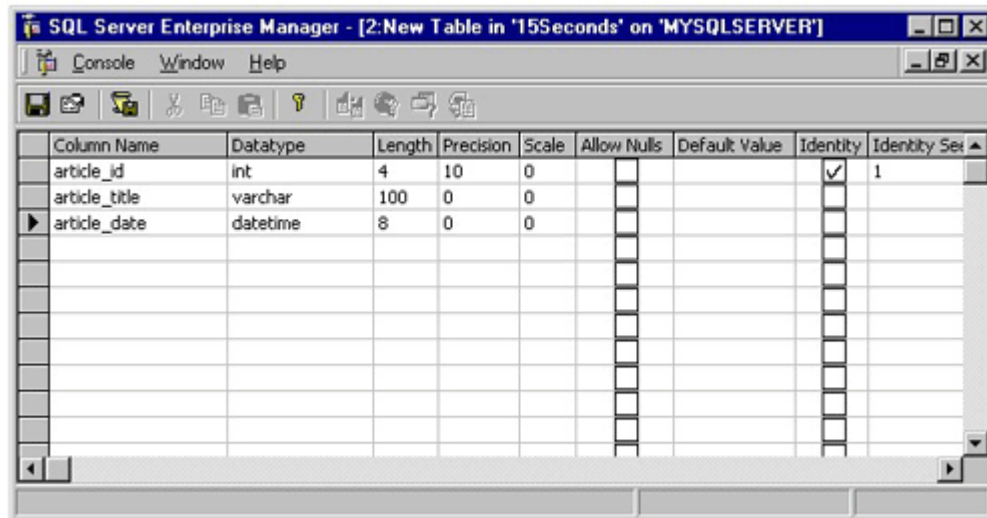 SQL Server Enterprise Manager - [2:New Table in '15Seconds' on 'MYSQLSERVER']
Console Window Help
Column Name Datatype Length Precision Scale Allow Nulls Default Value Identity Identity See
article_id int 4 10 0 1
article_title varchar 100 0 0
article_date datetime 8 0 0